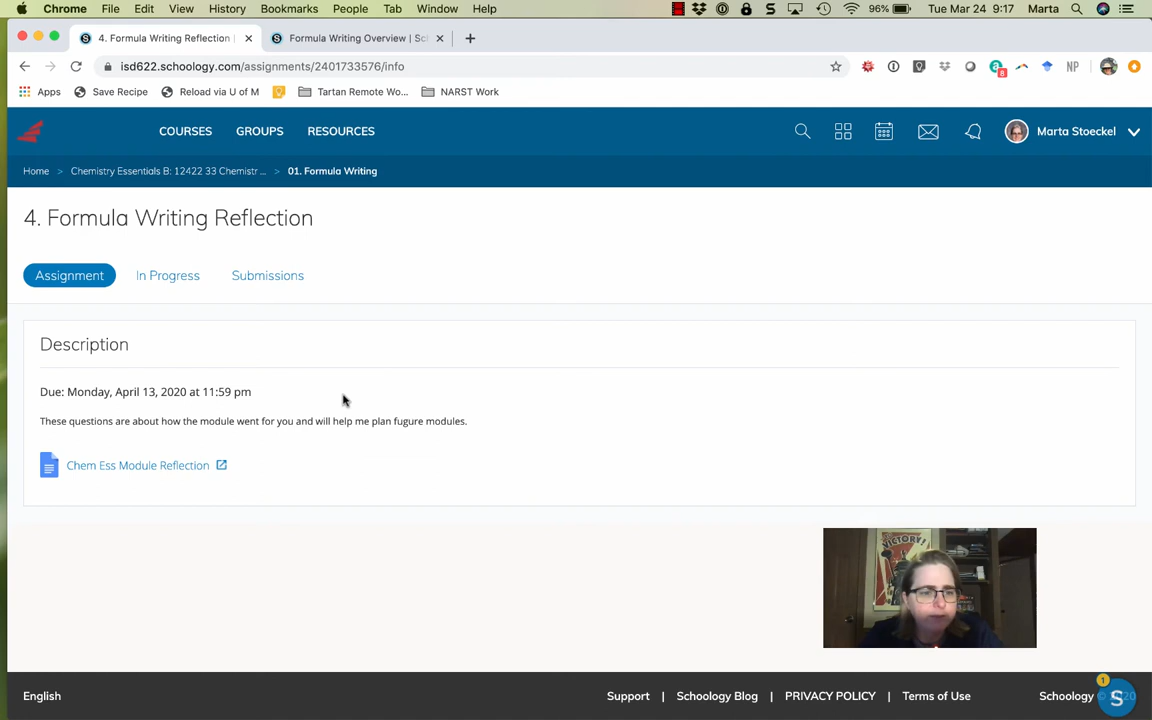 Chrome File Edit View History Bookmarks People Tab Window Help 96% Tue Mar 24 9:17 Marta
4. Formula Writing Reflection Formula Writing Overview | Sc
isd622.schoology.com/assignments/2401733576/info 8 NP
Apps Save Recipe Reload via U of M Tartan Remote Wo... NARST Work
COURSES GROUPS RESOURCES Marta Stoeckel
Home > Chemistry Essentials B: 12422 33 Chemistr ... > 01. Formula Writing
4. Formula Writing Reflection
Assignment In Progress Submissions
Description
Due: Monday, April 13, 2020 at 11:59 pm
These questions are about how the module went for you and will help me plan fugure modules.
Chem Ess Module Reflection
VICTORY!
English Support | Schoology Blog | PRIVACY POLICY | Terms of Use Schoology © 2020
1
S